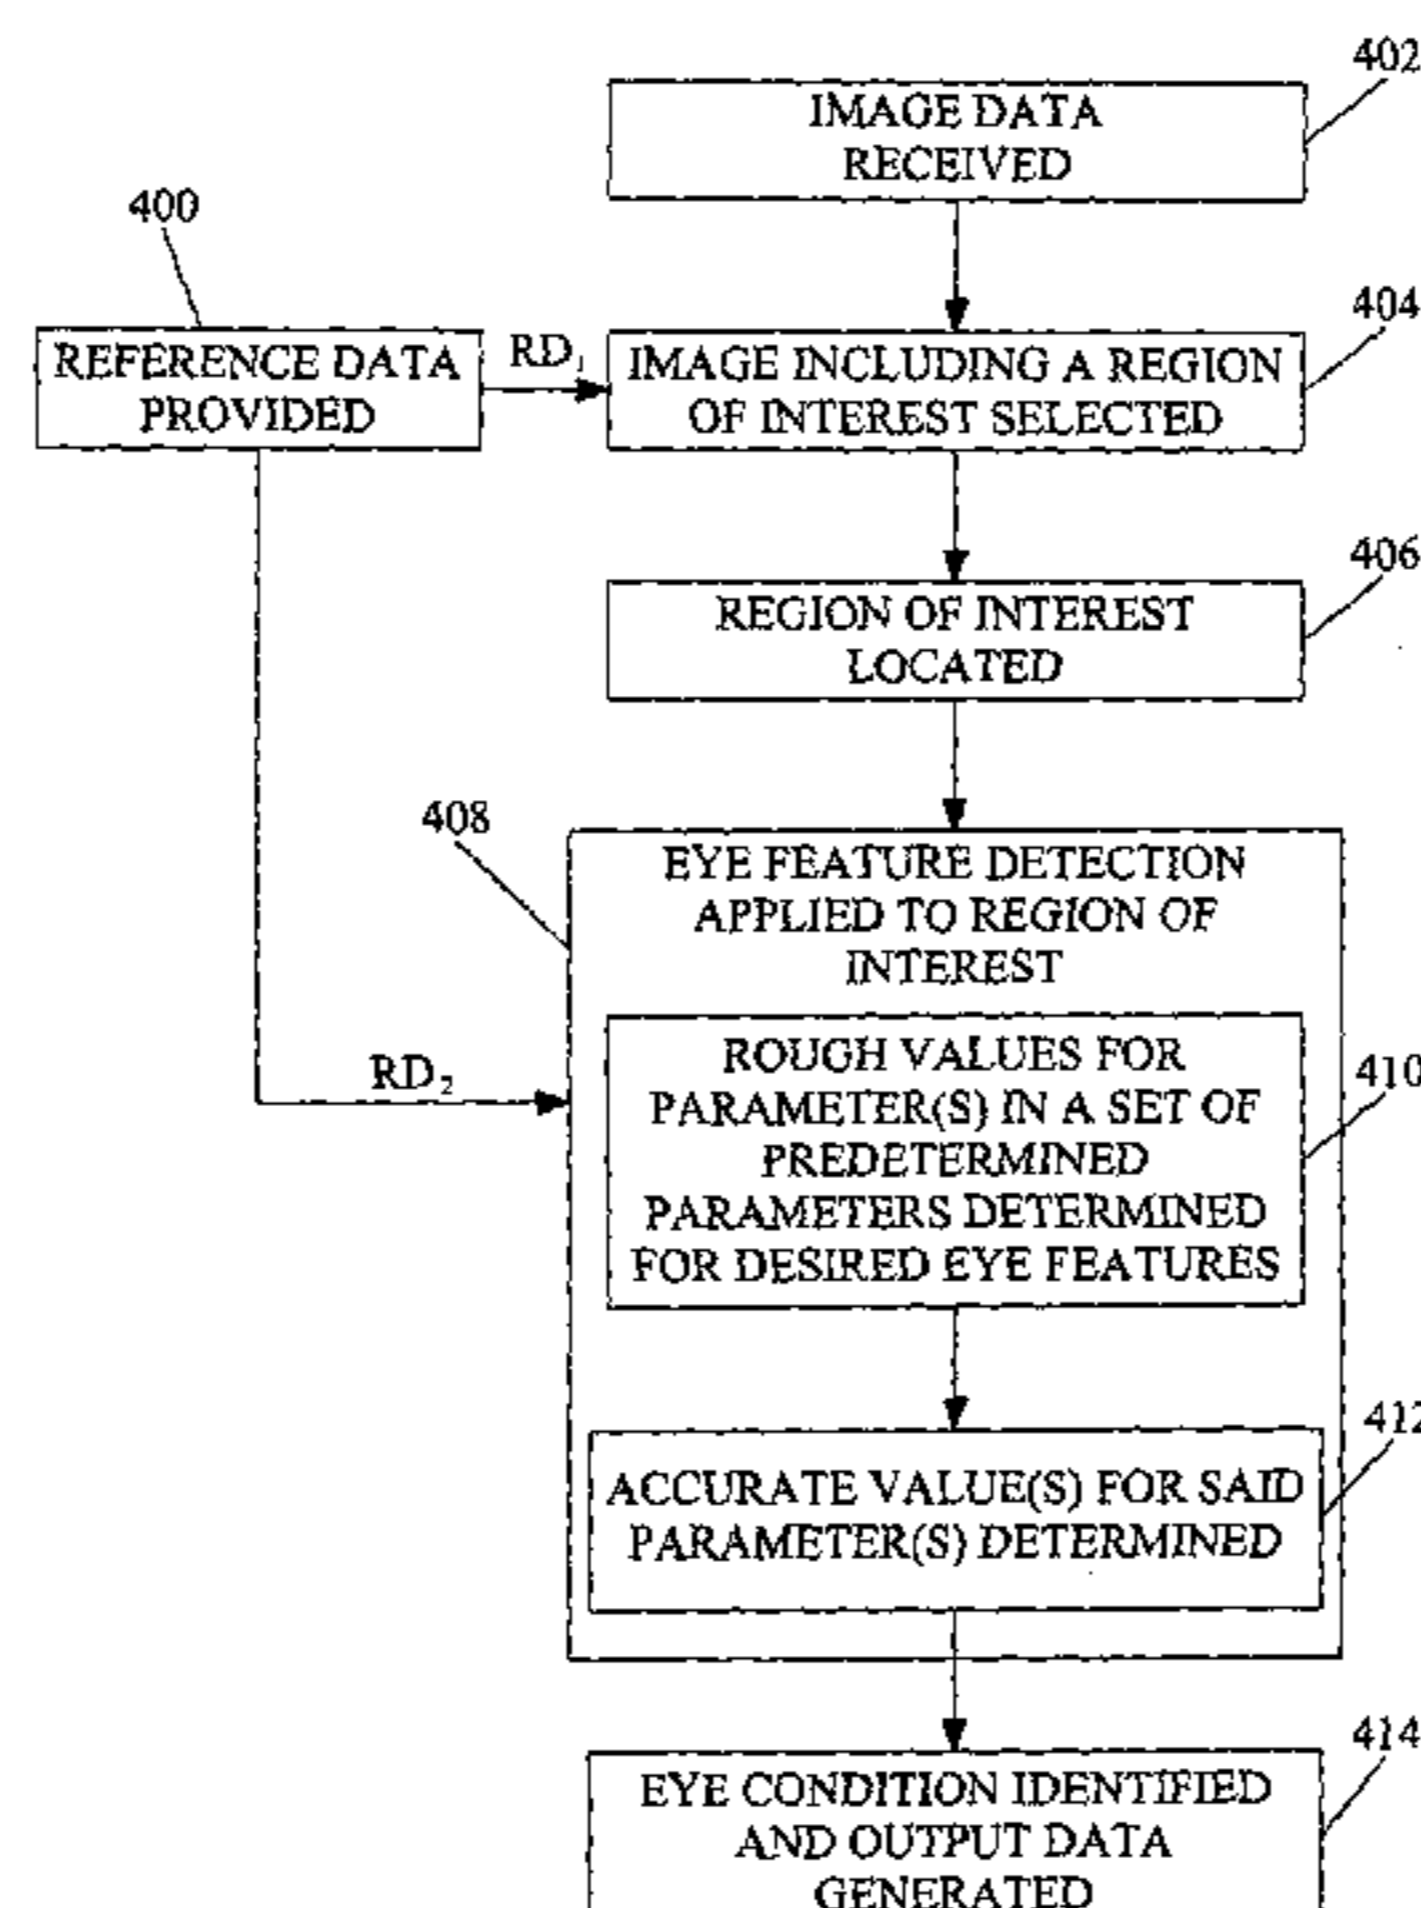 402
IMAGE DATA
RECEIVED
400
404
REFERENCE DATA
PROVIDED
RD₁
IMAGE INCLUDING A REGION
OF INTEREST SELECTED
406
REGION OF INTEREST
LOCATED
408
EYE FEATURE DETECTION
APPLIED TO REGION OF
INTEREST
RD₂
410
ROUGH VALUES FOR
PARAMETER(S) IN A SET OF
PREDETERMINED
PARAMETERS DETERMINED
FOR DESIRED EYE FEATURES
412
ACCURATE VALUE(S) FOR SAID
PARAMETER(S) DETERMINED
414
EYE CONDITION IDENTIFIED
AND OUTPUT DATA
GENERATED